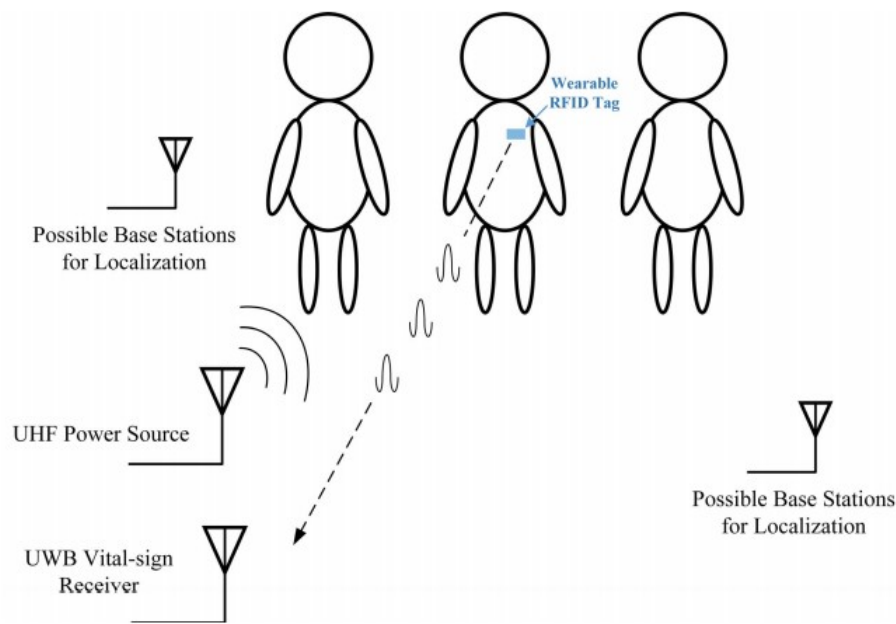 Wearable
RFID Tag
Possible Base Stations
for Localization
UHF Power Source
Possible Base Stations
for Localization
UWB Vital-sign
Receiver